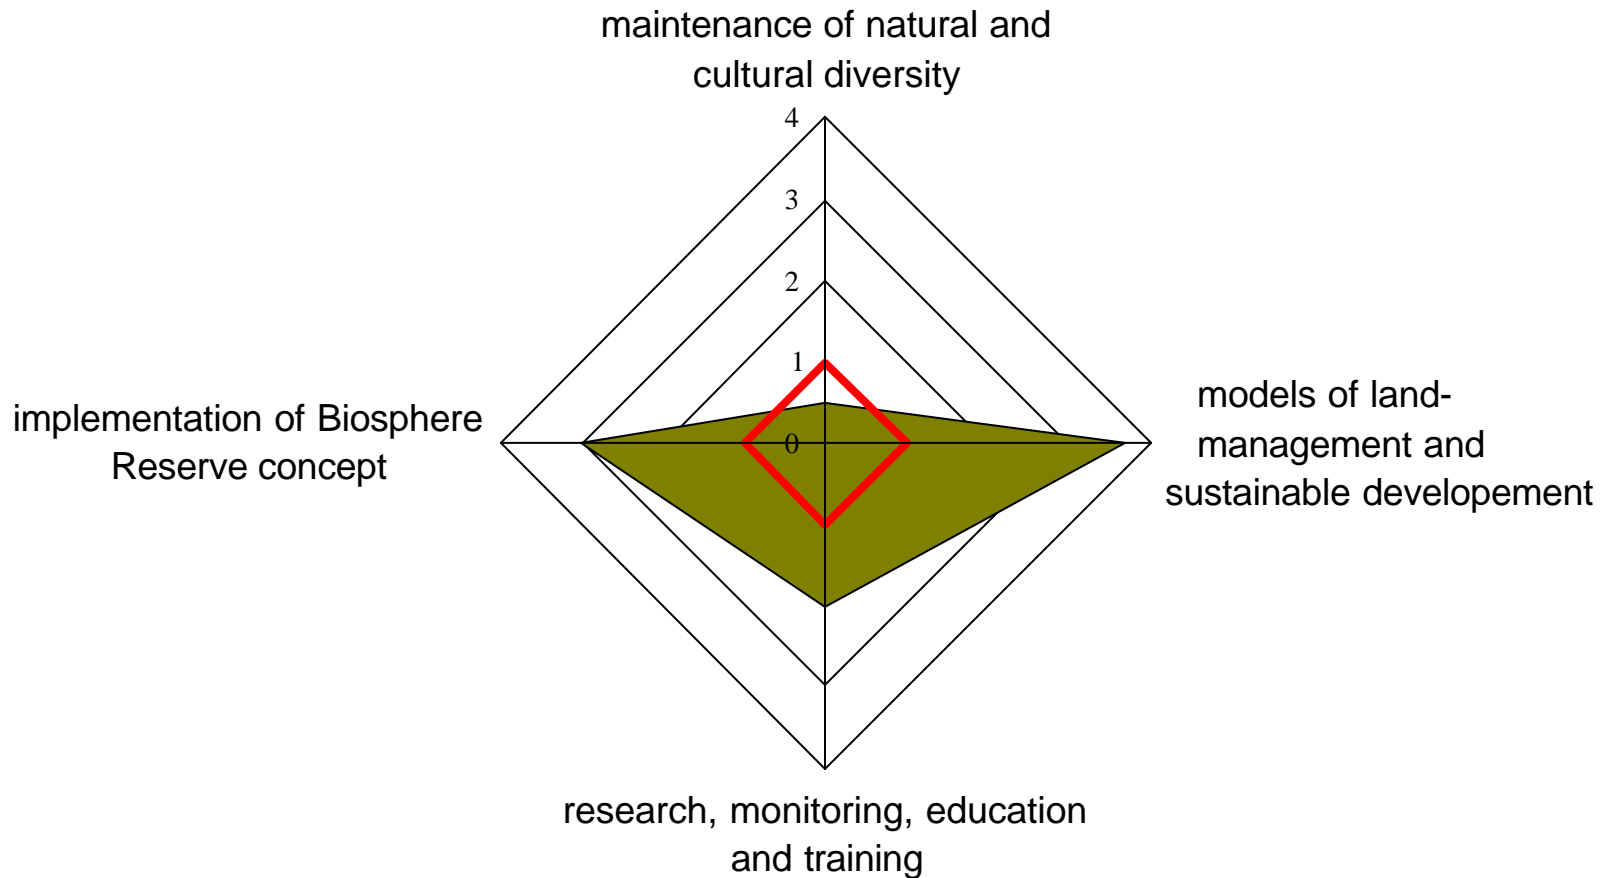 maintenance of natural and
cultural diversity
4
3
2
1
0
implementation of Biosphere
Reserve concept
models of land-
management and
sustainable developement
research, monitoring, education
and training